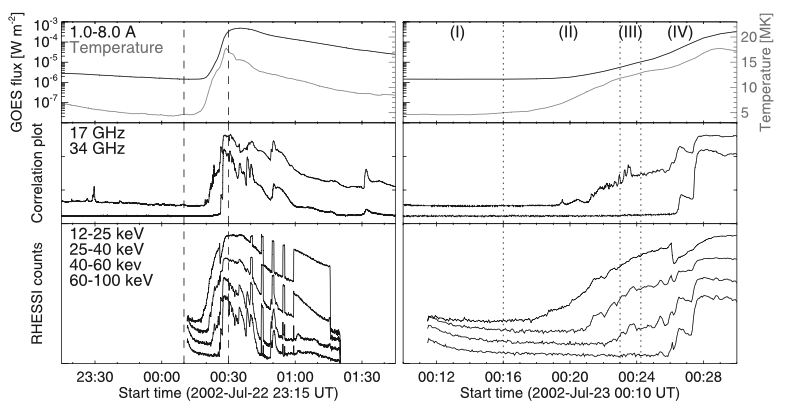 GOES flux [W m⁻²]
10⁻³
10⁻⁴
10⁻⁵
10⁻⁶
10⁻⁷
1.0-8.0 A
Temperature
(I)
(II)
(III)
(IV)
20
15
10
5
Temperature [MK]
Correlation plot
17 GHz
34 GHz
RHESSI counts
12-25 keV
25-40 keV
40-60 kev
60-100 keV
23:30 00:00 00:30 01:00 01:30
Start time (2002-Jul-22 23:15 UT)
00:12 00:16 00:20 00:24 00:28
Start time (2002-Jul-23 00:10 UT)